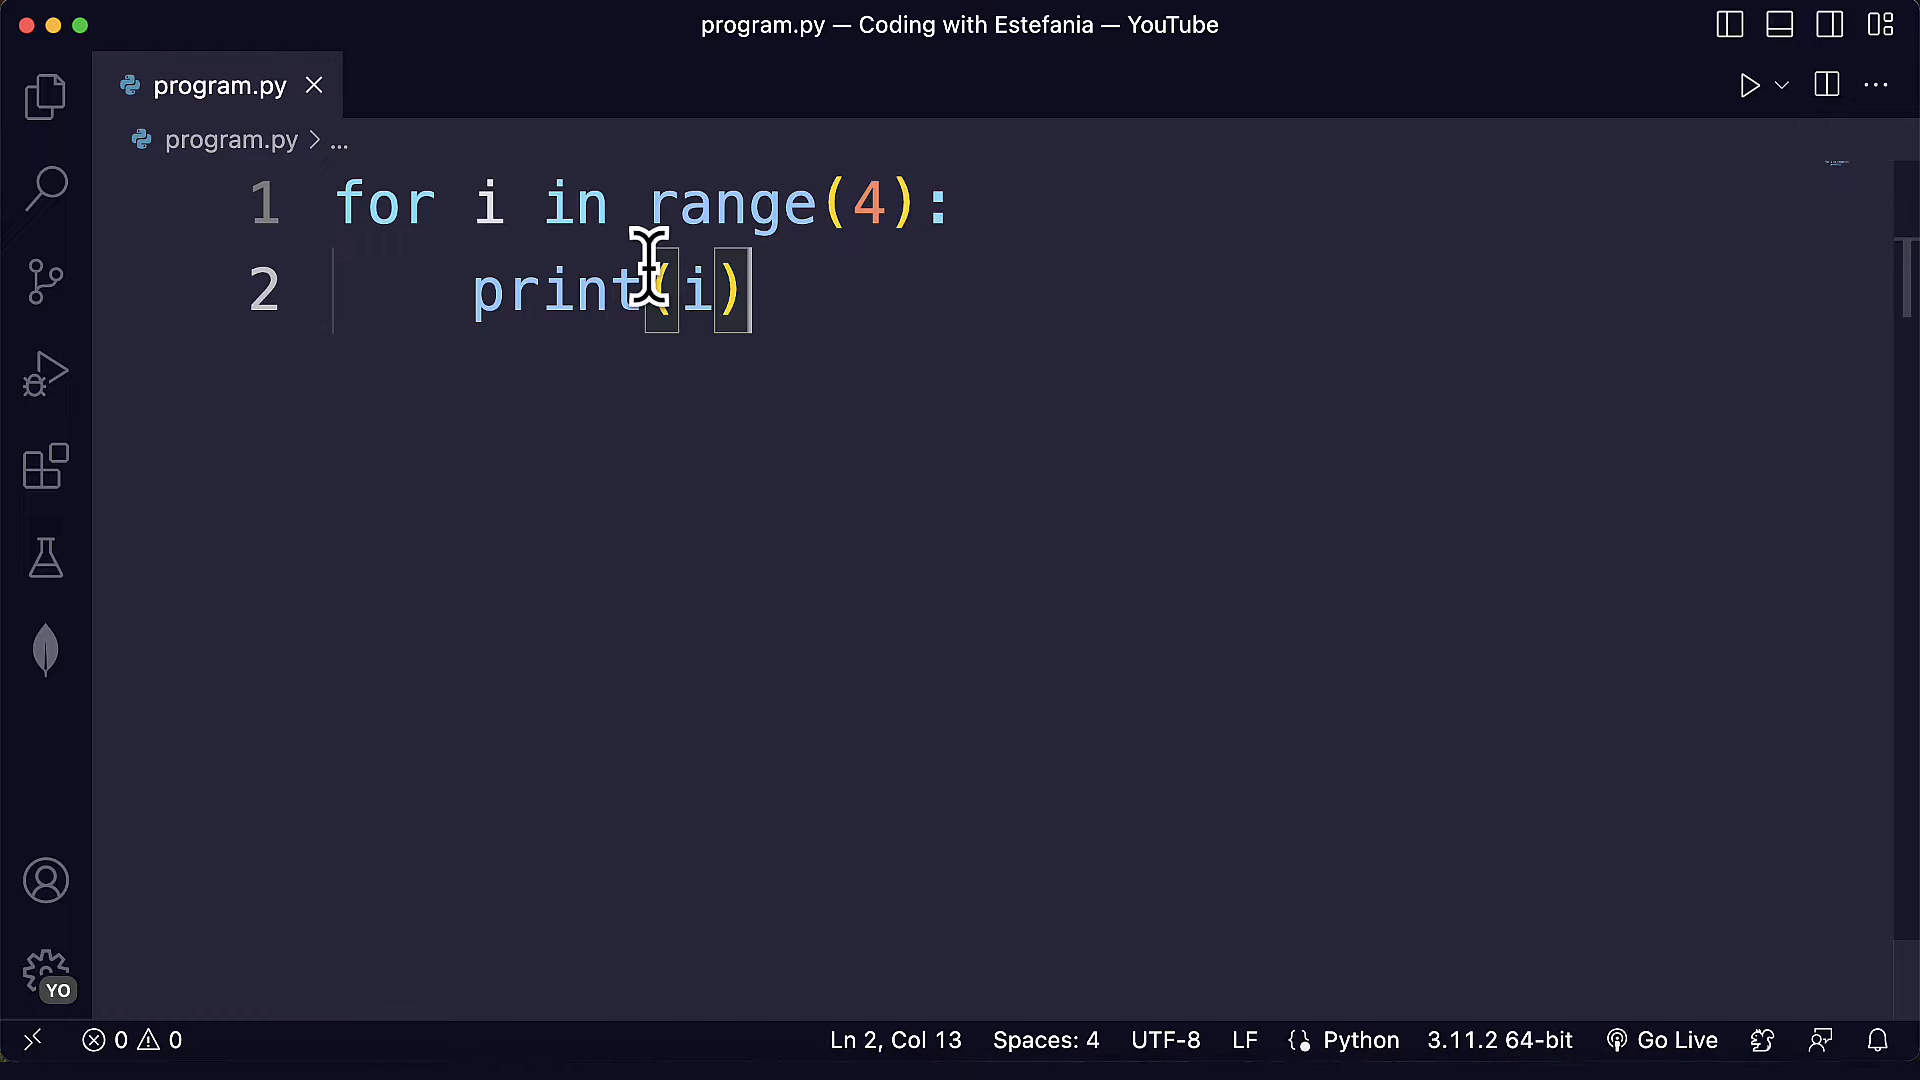 program.py — Coding with Estefania — YouTube
program.py
program.py > ...
1 for i in range(4):
2     print(i)
YO
0 0 Ln 2, Col 13 Spaces: 4 UTF-8 LF Python 3.11.2 64-bit Go Live